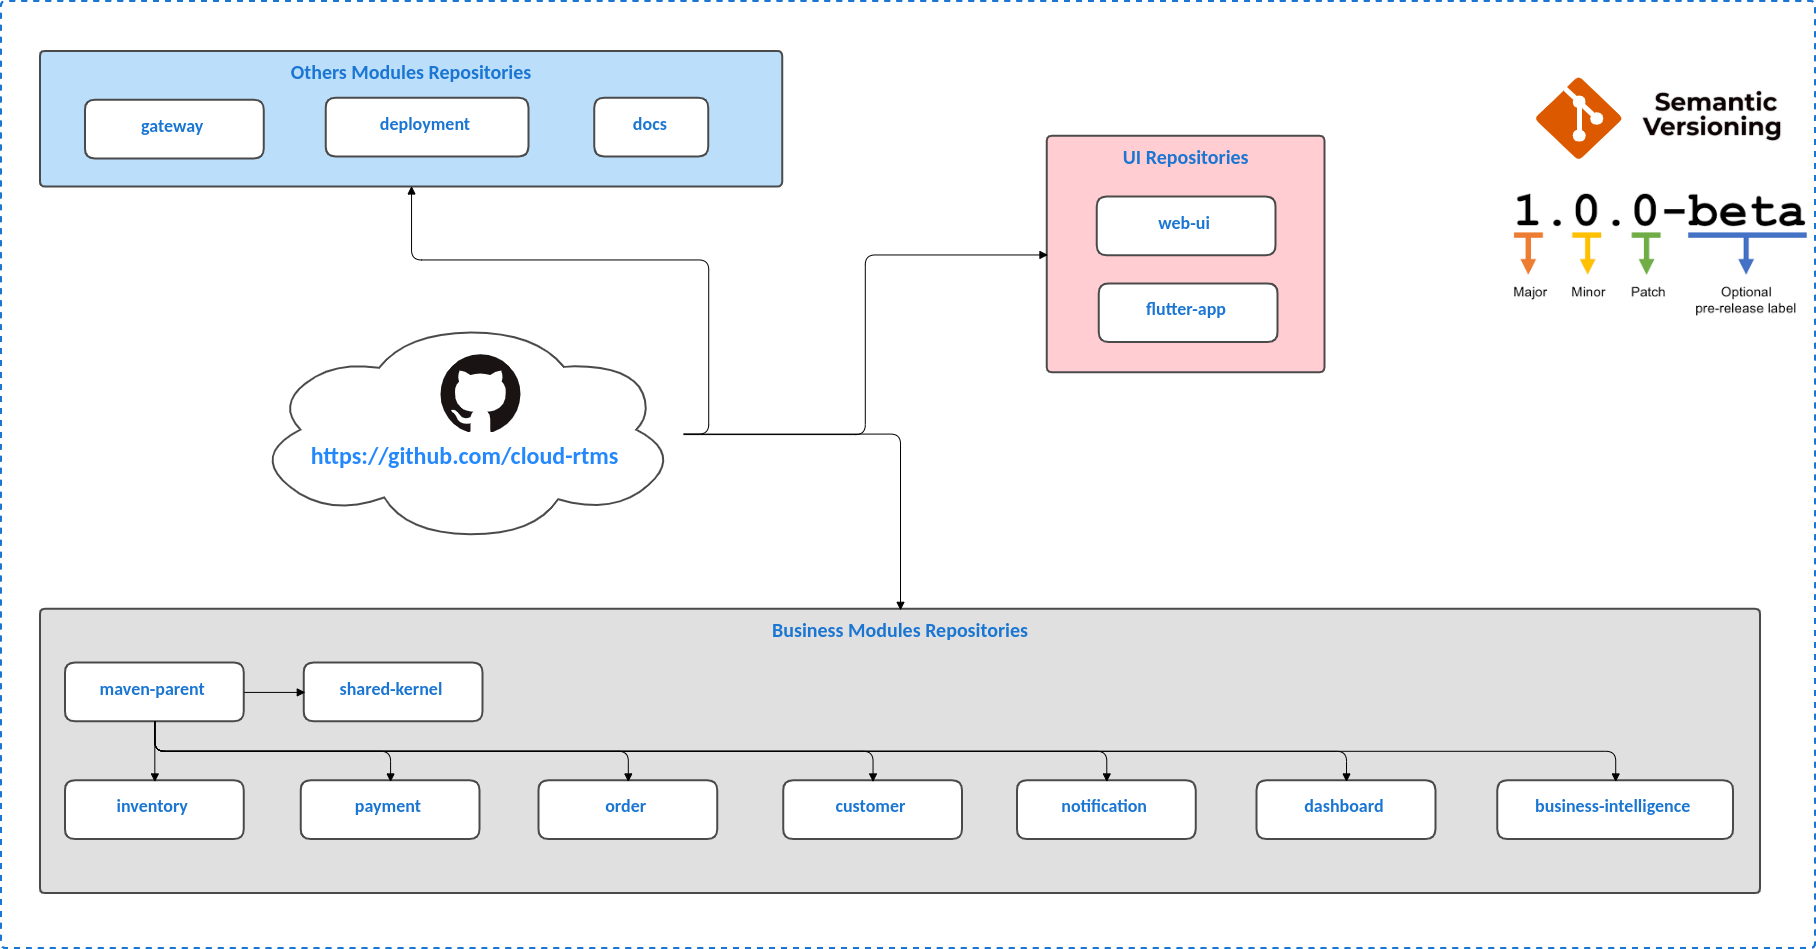 Others Modules Repositories
gateway
deployment
docs
UI Repositories
web-ui
flutter-app
Semantic
Versioning
1.0.0-beta
Major
Minor
Patch
Optional
pre-release label
https://github.com/cloud-rtms
Business Modules Repositories
maven-parent
shared-kernel
inventory
payment
order
customer
notification
dashboard
business-intelligence